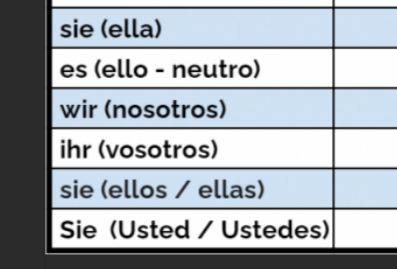 sie (ella)
es (ello - neutro)
wir (nosotros)
ihr (vosotros)
sie (ellos / ellas)
Sie (Usted / Ustedes)